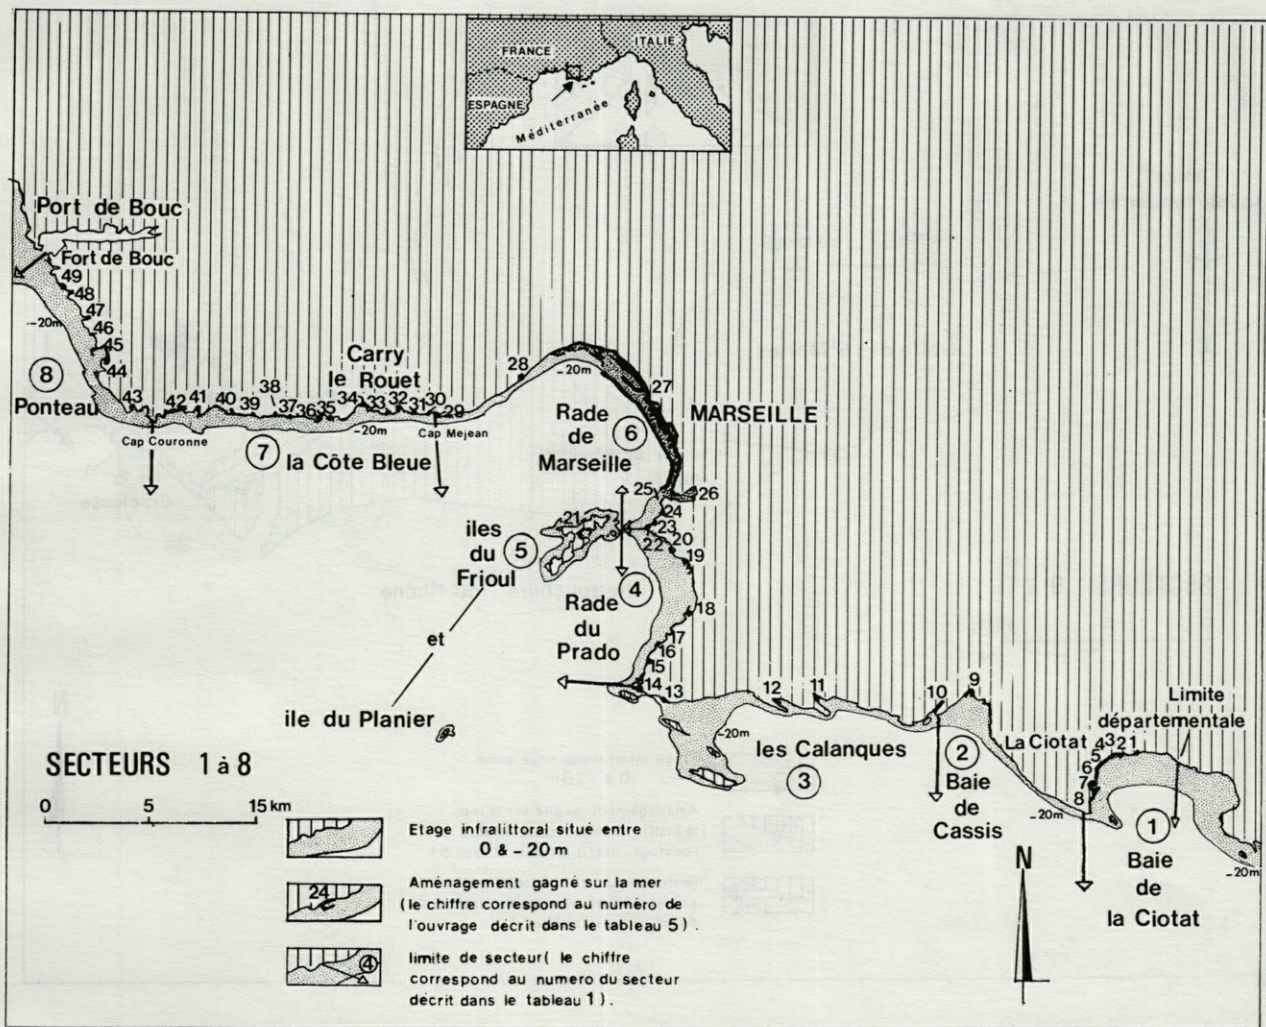 FRANCE
ITALIE
ESPAGNE
Méditerranée
Port de Bouc
Fort de Bouc
49
48
47
46
45
44
-20m
8
Ponteau
43
42
41
40
39
38
37
36
35
34
33
32
31
30
29
Carry
le Rouet
Cap Couronne
-20m
Cap Mejean
7
la Côte Bleue
28
-20m
27
Rade
de
Marseille
6
MARSEILLE
25
26
24
23
22
21
20
19
iles
du
Frioul
5
4
Rade
du
Prado
18
17
16
15
14
13
et
ile du Planier
12
11
10
9
-20m
les Calanques
3
2
Baie
de
Cassis
La Ciotat
Limite
départementale
4
3
2
1
5
6
7
8
-20m
1
Baie
de
la Ciotat
-20m
SECTEURS 1 à 8
0 5 15 km
Etage infralittoral situé entre
0 & - 20 m
24
Aménagement gagné sur la mer
(le chiffre correspond au numéro de
l'ouvrage décrit dans le tableau 5) .
4
limite de secteur( le chiffre
correspond au numero du secteur
décrit dans le tableau 1 ) .
N